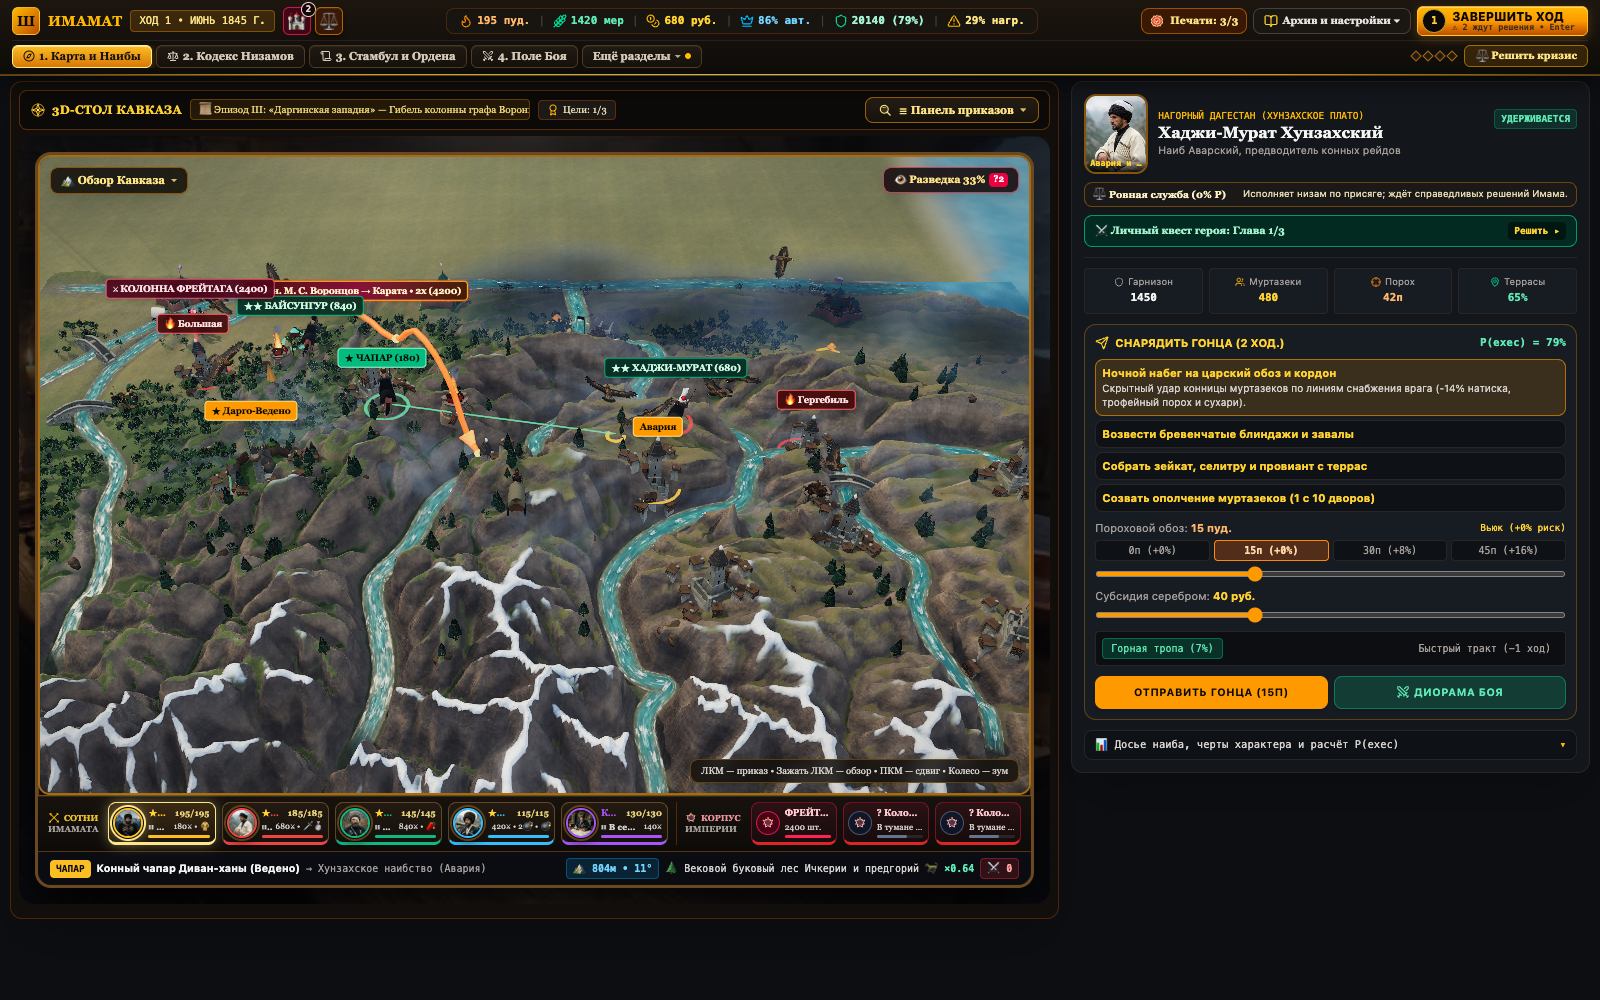 III ИМАМАТ
ХОД 1 • ИЮНЬ 1845 Г.
2
195 пуд.
1420 мер
680 руб.
86% авт.
20140 (79%)
29% нагр.
Печати: 3/3
Архив и настройки
1 ЗАВЕРШИТЬ ХОД
2 ждут решения • Enter
1. Карта и Наибы
2. Кодекс Низамов
3. Стамбул и Ордена
4. Поле Боя
Ещё разделы
Решить кризис
3D-СТОЛ КАВКАЗА
Эпизод III: «Даргинская западня» — Гибель колонны графа Ворон
Цели: 1/3
≡ Панель приказов
Обзор Кавказа
Разведка 33% ?2
КОЛОННА ФРЕЙТАГА (2400)
н. М. С. Воронцов → Карата • 2x (4200)
★★ БАЙСУНГУР (840)
Большая
★ ЧАПАР (180)
★★ ХАДЖИ-МУРАТ (680)
Гергебиль
★ Дарго-Ведено
Авария
ЛКМ — приказ • Зажать ЛКМ — обзор • ПКМ — сдвиг • Колесо — зум
СОТНИ
ИМАМАТА
★... 195/195
180x •
★... 185/185
680x •
★... 145/145
840x •
★... 115/115
420x • 2
К... 130/130
В се... 140x
КОРПУС
ИМПЕРИИ
ФРЕЙТ...
2400 шт.
? Коло...
В тумане ...
? Коло...
В тумане ...
ЧАПАР Конный чапар Диван-ханы (Ведено) → Хунзахское наибство (Авария)
804м • 11°
Вековой буковый лес Ичкерии и предгорий
×0.64
0
Авария и ...
НАГОРНЫЙ ДАГЕСТАН (ХУНЗАХСКОЕ ПЛАТО)
Хаджи-Мурат Хунзахский
Наиб Аварский, предводитель конных рейдов
УДЕРЖИВАЕТСЯ
Ровная служба (0% Р)
Исполняет низам по присяге; ждёт справедливых решений Имама.
Личный квест героя: Глава 1/3
Решить ▸
Гарнизон
1450
Муртазеки
480
Порох
42п
Террасы
65%
СНАРЯДИТЬ ГОНЦА (2 ХОД.)
P(exec) = 79%
Ночной набег на царский обоз и кордон
Скрытный удар конницы муртазеков по линиям снабжения врага (-14% натиска,
трофейный порох и сухари).
Возвести бревенчатые блиндажи и завалы
Собрать зейкат, селитру и провиант с террас
Созвать ополчение муртазеков (1 с 10 дворов)
Пороховой обоз: 15 пуд.
Вьюк (+0% риск)
0п (+0%)
15п (+0%)
30п (+8%)
45п (+16%)
Субсидия серебром: 40 руб.
Горная тропа (7%)
Быстрый тракт (−1 ход)
ОТПРАВИТЬ ГОНЦА (15П)
ДИОРАМА БОЯ
Досье наиба, черты характера и расчёт P(exec)